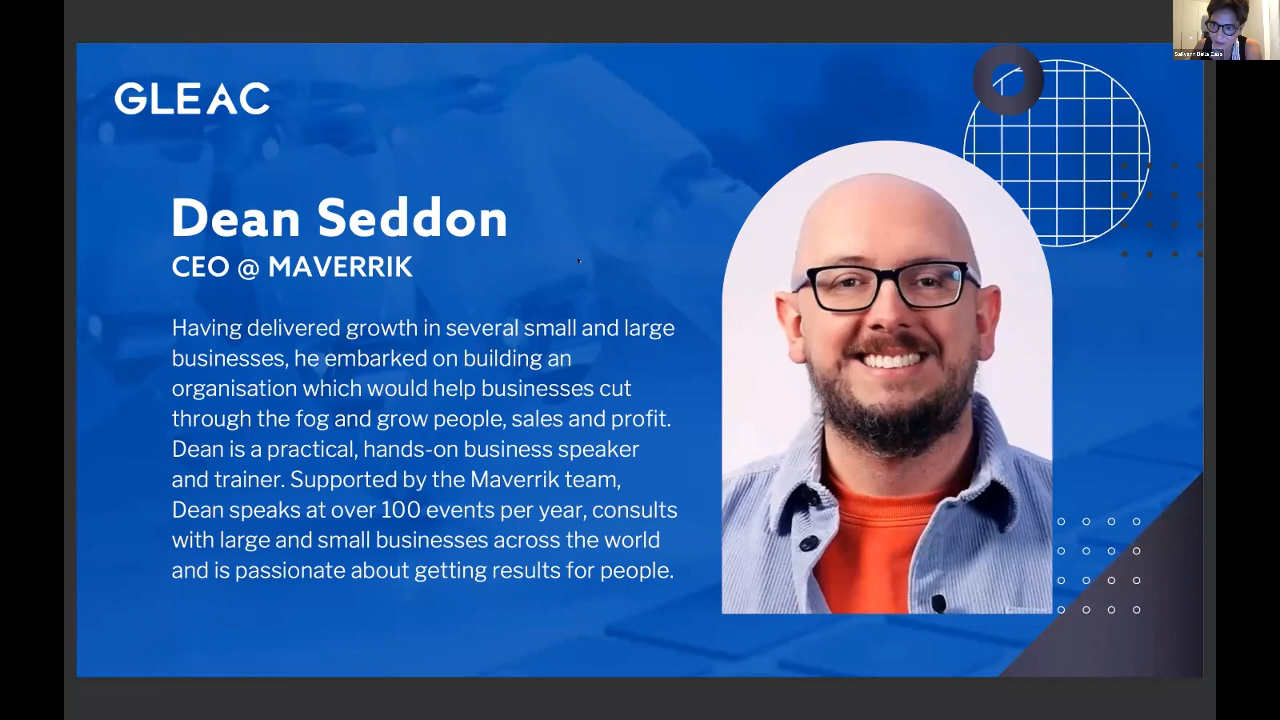 GLEAC
Dean Seddon
CEO @ MAVERRIK
Having delivered growth in several small and large
businesses, he embarked on building an
organisation which would help businesses cut
through the fog and grow people, sales and profit.
Dean is a practical, hands-on business speaker
and trainer. Supported by the Maverrik team,
Dean speaks at over 100 events per year, consults
with large and small businesses across the world
and is passionate about getting results for people.